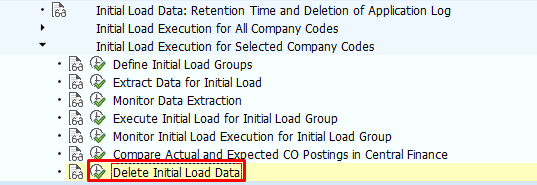 Initial Load Data: Retention Time and Deletion of Application Log
Initial Load Execution for All Company Codes
Initial Load Execution for Selected Company Codes
Define Initial Load Groups
Extract Data for Initial Load
Monitor Data Extraction
Execute Initial Load for Initial Load Group
Monitor Initial Load Execution for Initial Load Group
Compare Actual and Expected CO Postings in Central Finance
Delete Initial Load Data